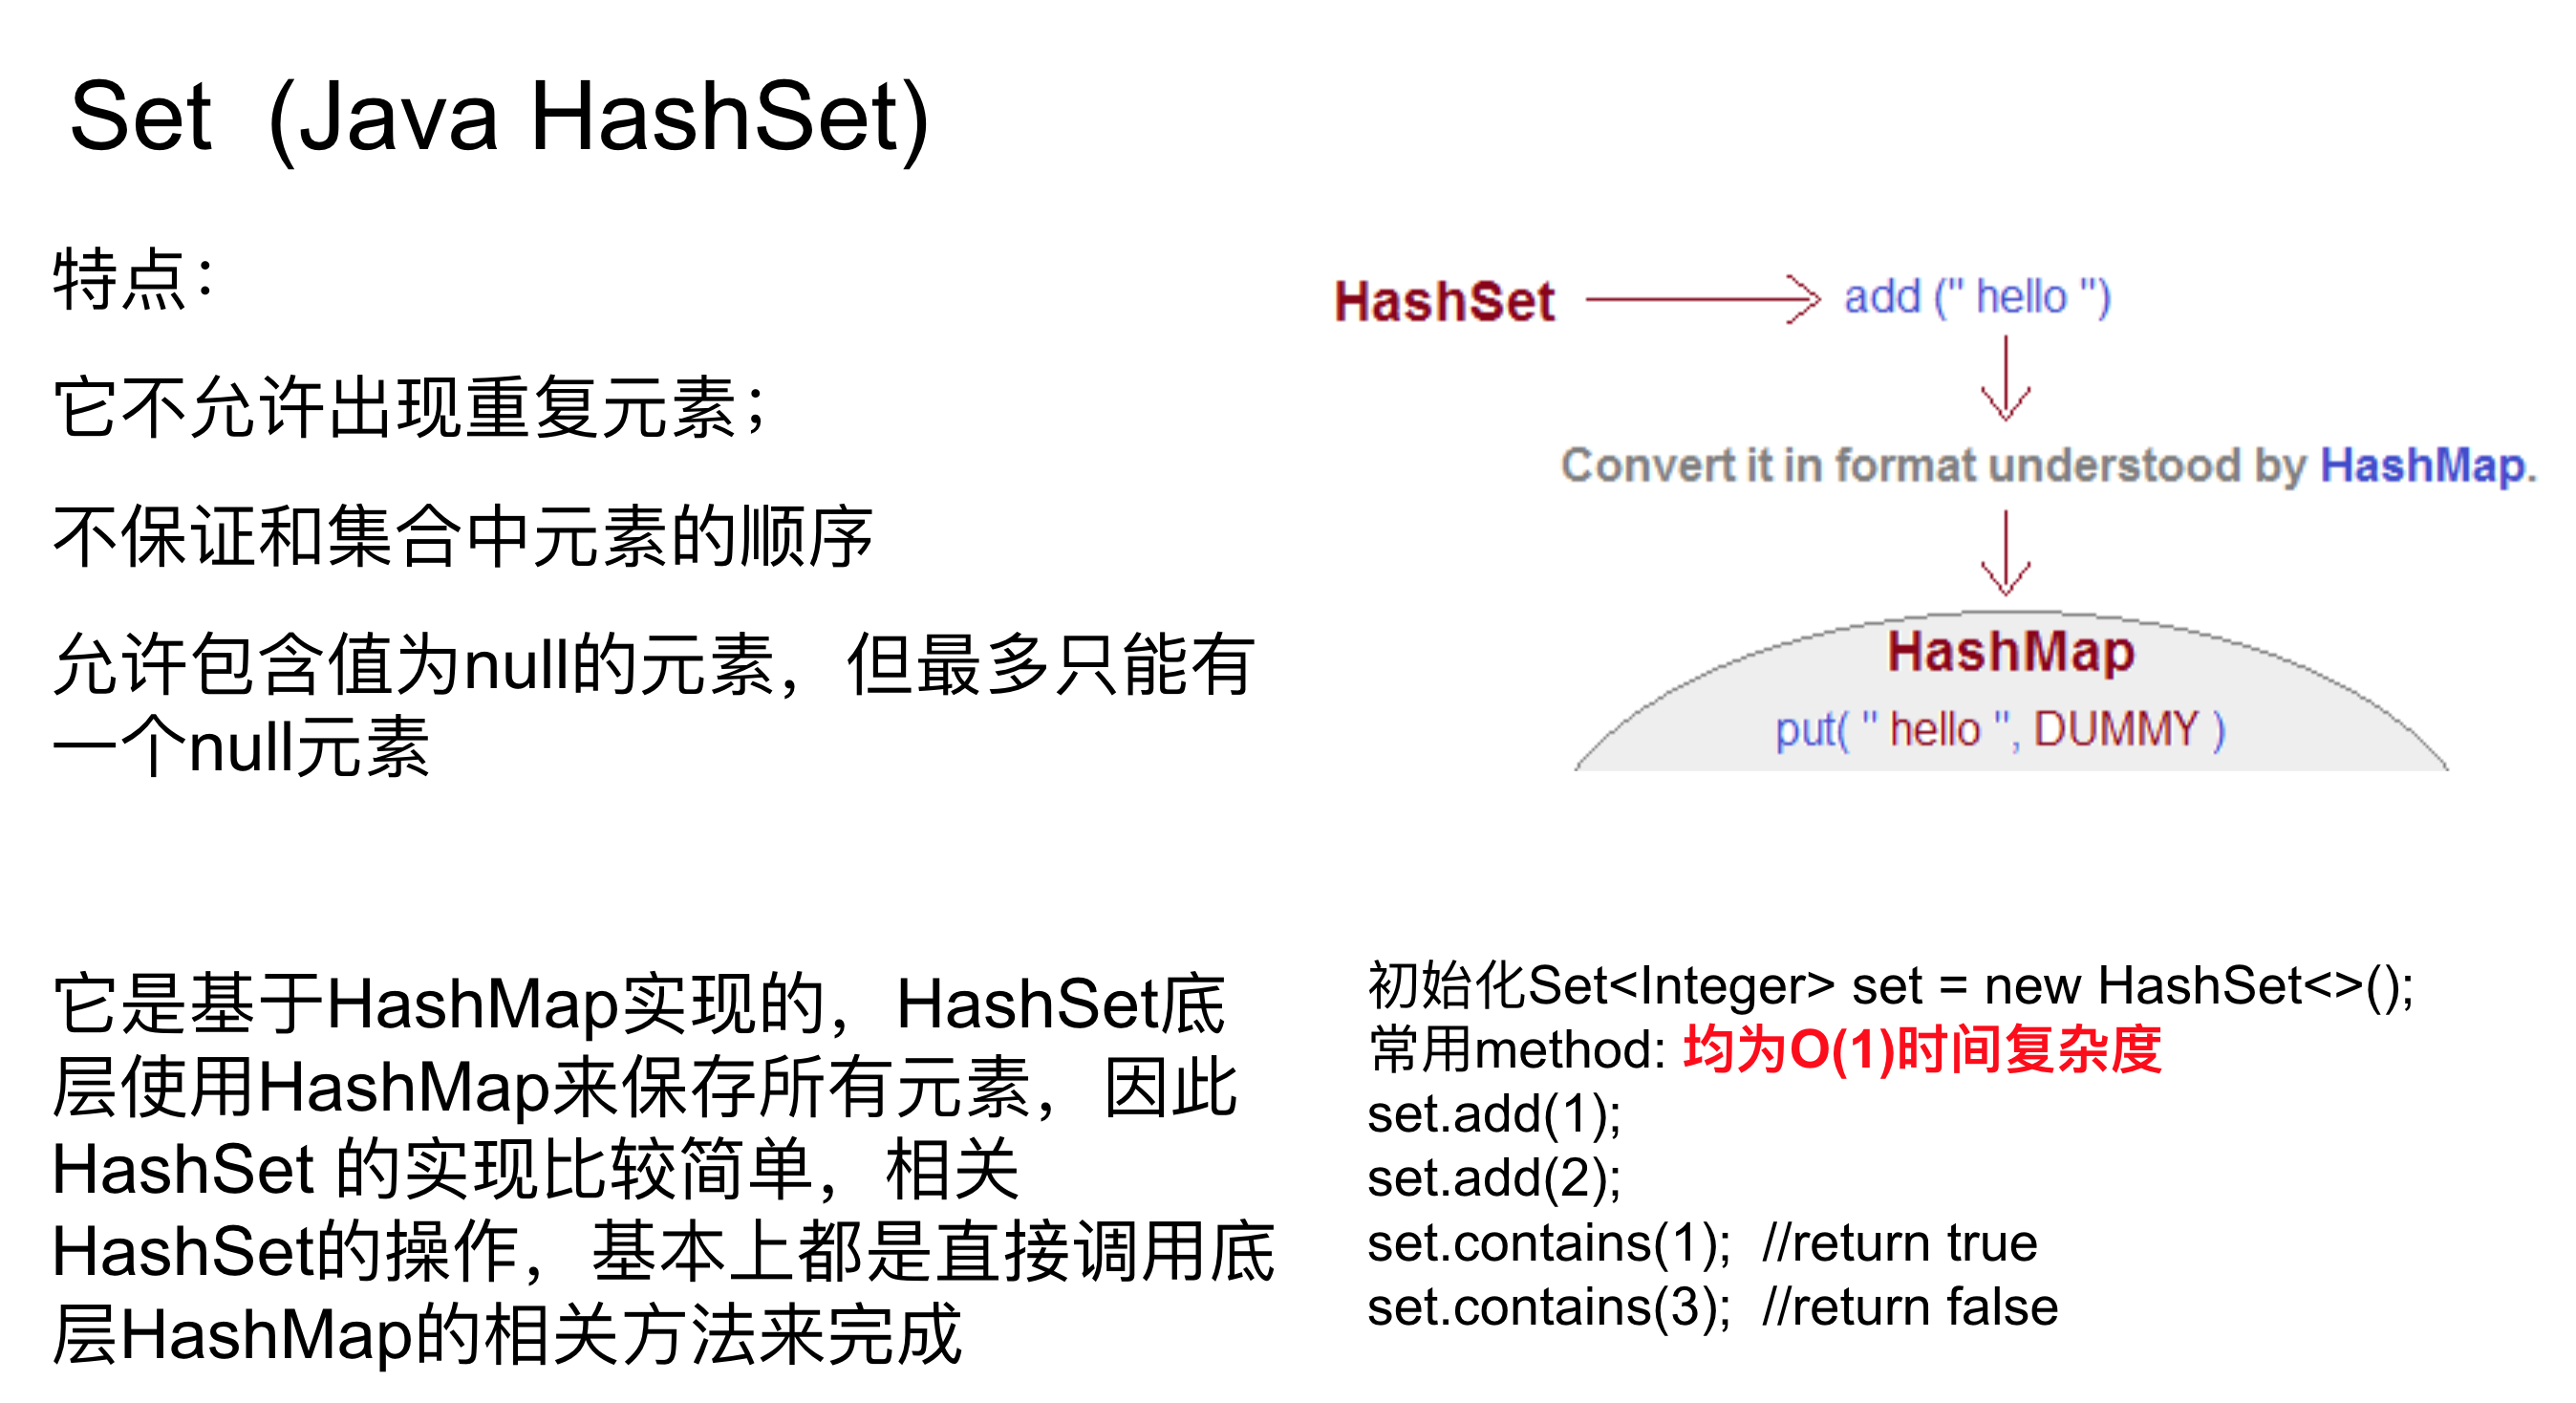 Set  (Java HashSet)
特点：
它不允许出现重复元素；
不保证和集合中元素的顺序
允许包含值为null的元素，但最多只能有
一个null元素
它是基于HashMap实现的，HashSet底
层使用HashMap来保存所有元素，因此
HashSet 的实现比较简单，相关
HashSet的操作，基本上都是直接调用底
层HashMap的相关方法来完成
HashSet
add (" hello ")
Convert it in format understood by HashMap.
HashMap
put( " hello ", DUMMY )
初始化Set<Integer> set = new HashSet<>();
常用method: 均为O(1)时间复杂度
set.add(1);
set.add(2);
set.contains(1);  //return true
set.contains(3);  //return false